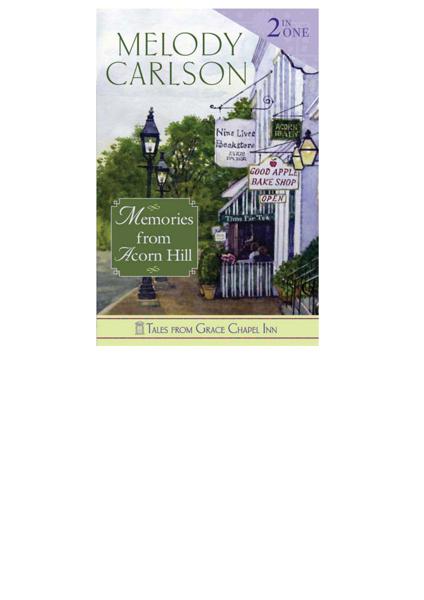 MELODY
CARLSON
2 IN
ONE
Nine Lives
Bookstore
ACORN
REALTY
GOOD APPLE
BAKE SHOP
OPEN
Time For Tea
Memories
from
Acorn Hill
TALES FROM GRACE CHAPEL INN